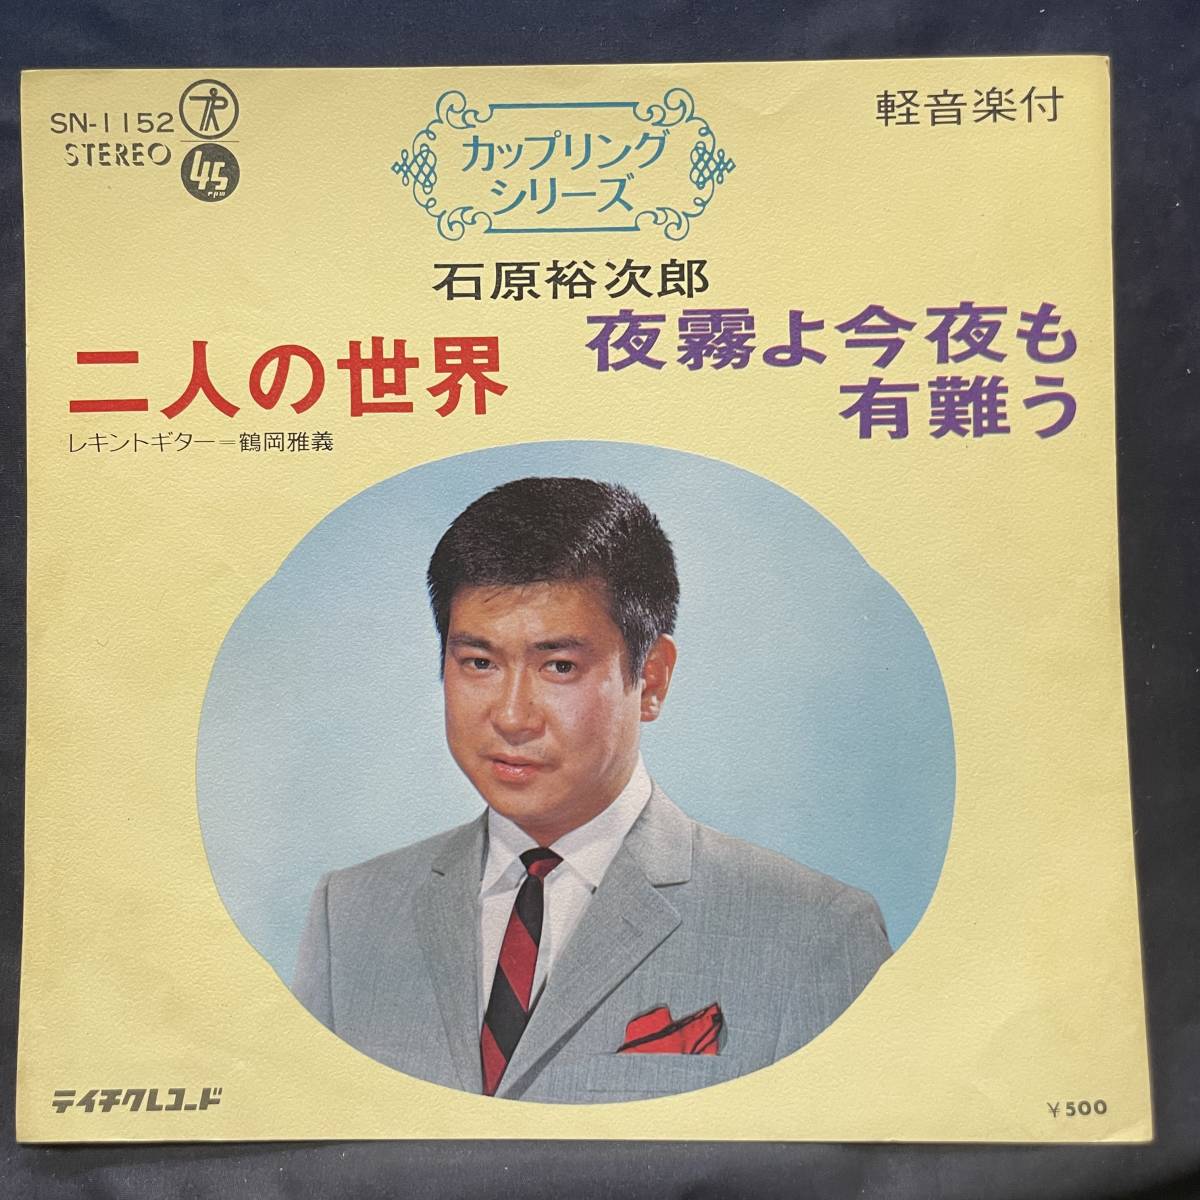 SN-1152
STEREO
45
rpm
カップリング
シリーズ
軽音楽付
石原裕次郎
二人の世界
レキントギター＝鶴岡雅義
夜霧よ今夜も
有難う
テイチクレコード
￥500